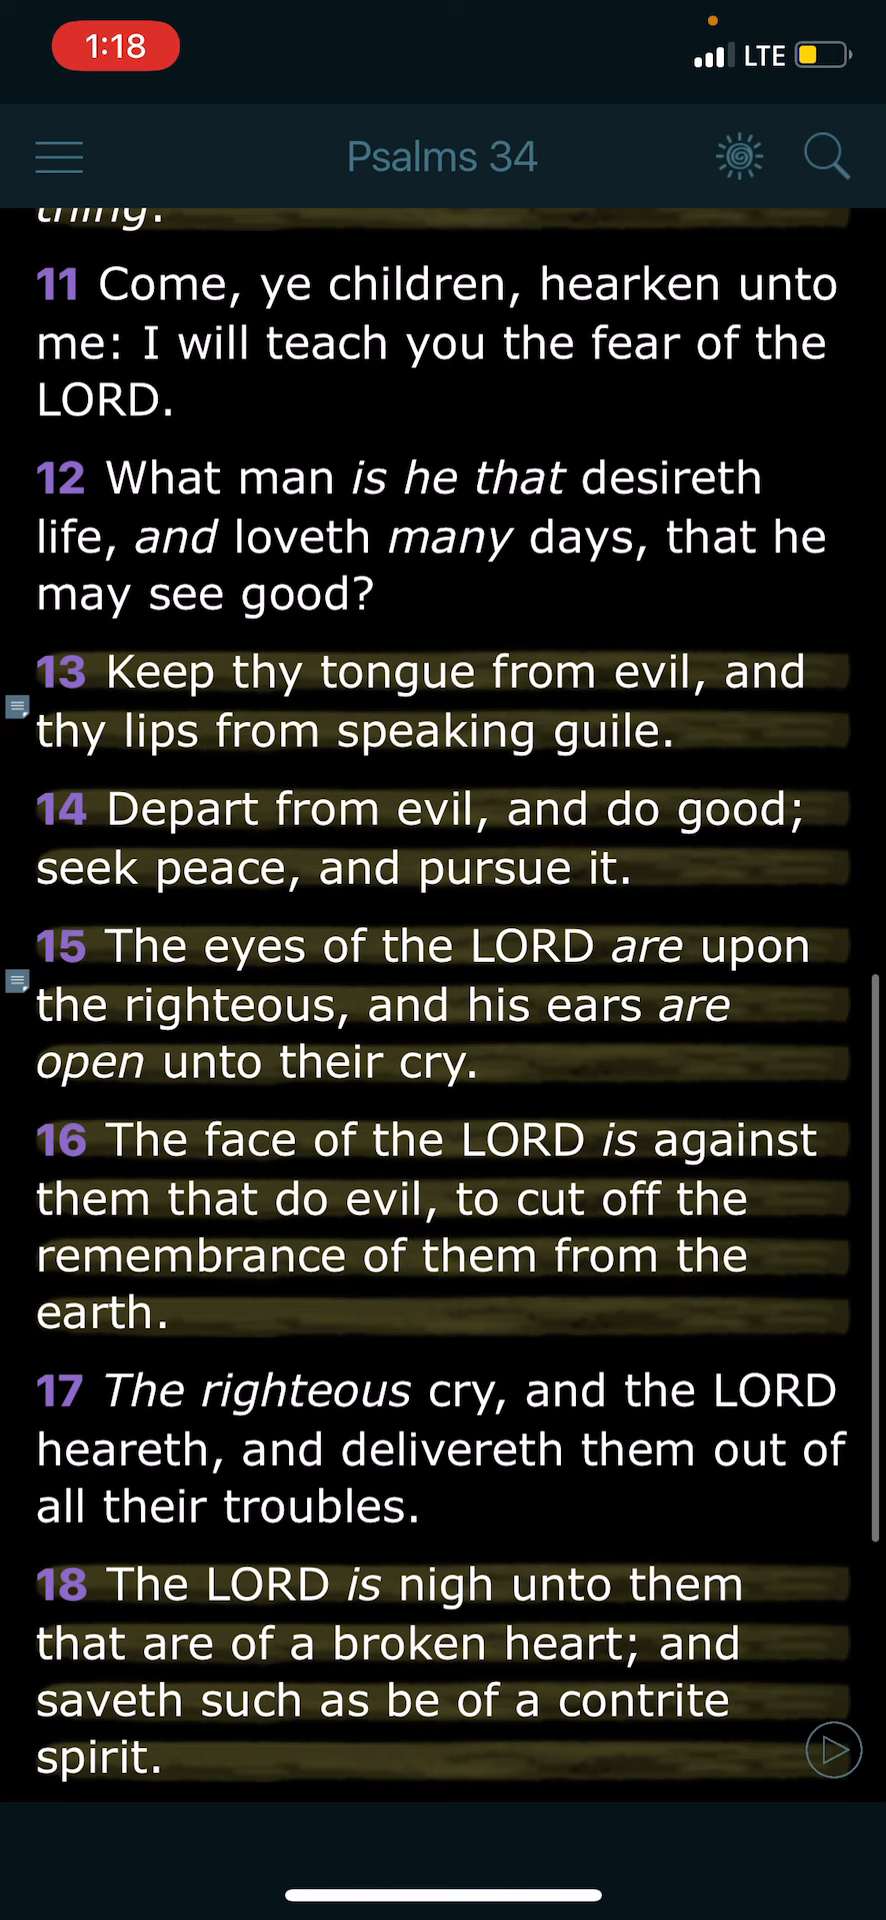 1:18
LTE
Psalms 34
thing.
11 Come, ye children, hearken unto
me: I will teach you the fear of the
LORD.
12 What man is he that desireth
life, and loveth many days, that he
may see good?
13 Keep thy tongue from evil, and
thy lips from speaking guile.
14 Depart from evil, and do good;
seek peace, and pursue it.
15 The eyes of the LORD are upon
the righteous, and his ears are
open unto their cry.
16 The face of the LORD is against
them that do evil, to cut off the
remembrance of them from the
earth.
17 The righteous cry, and the LORD
heareth, and delivereth them out of
all their troubles.
18 The LORD is nigh unto them
that are of a broken heart; and
saveth such as be of a contrite
spirit.